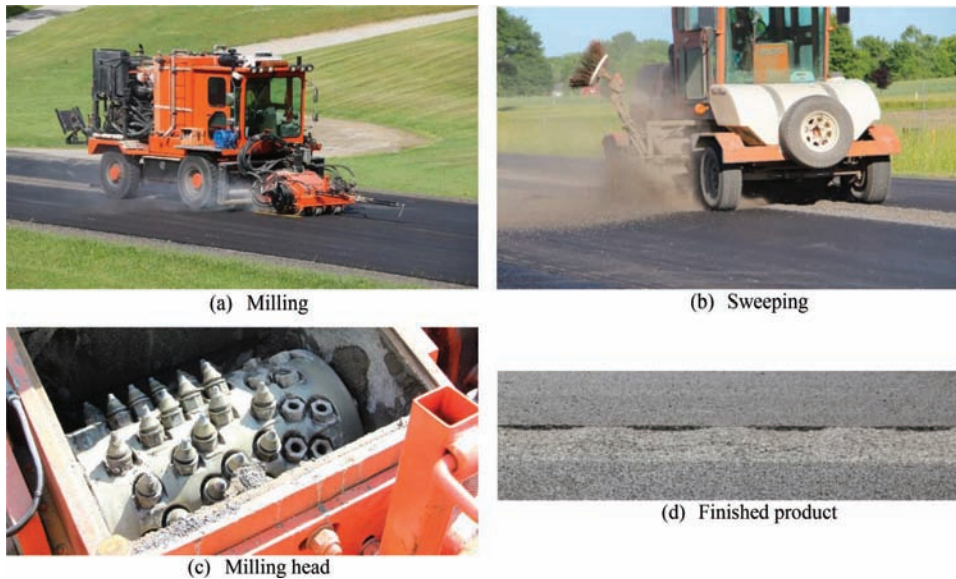 (a) Milling
(b) Sweeping
(c) Milling head
(d) Finished product